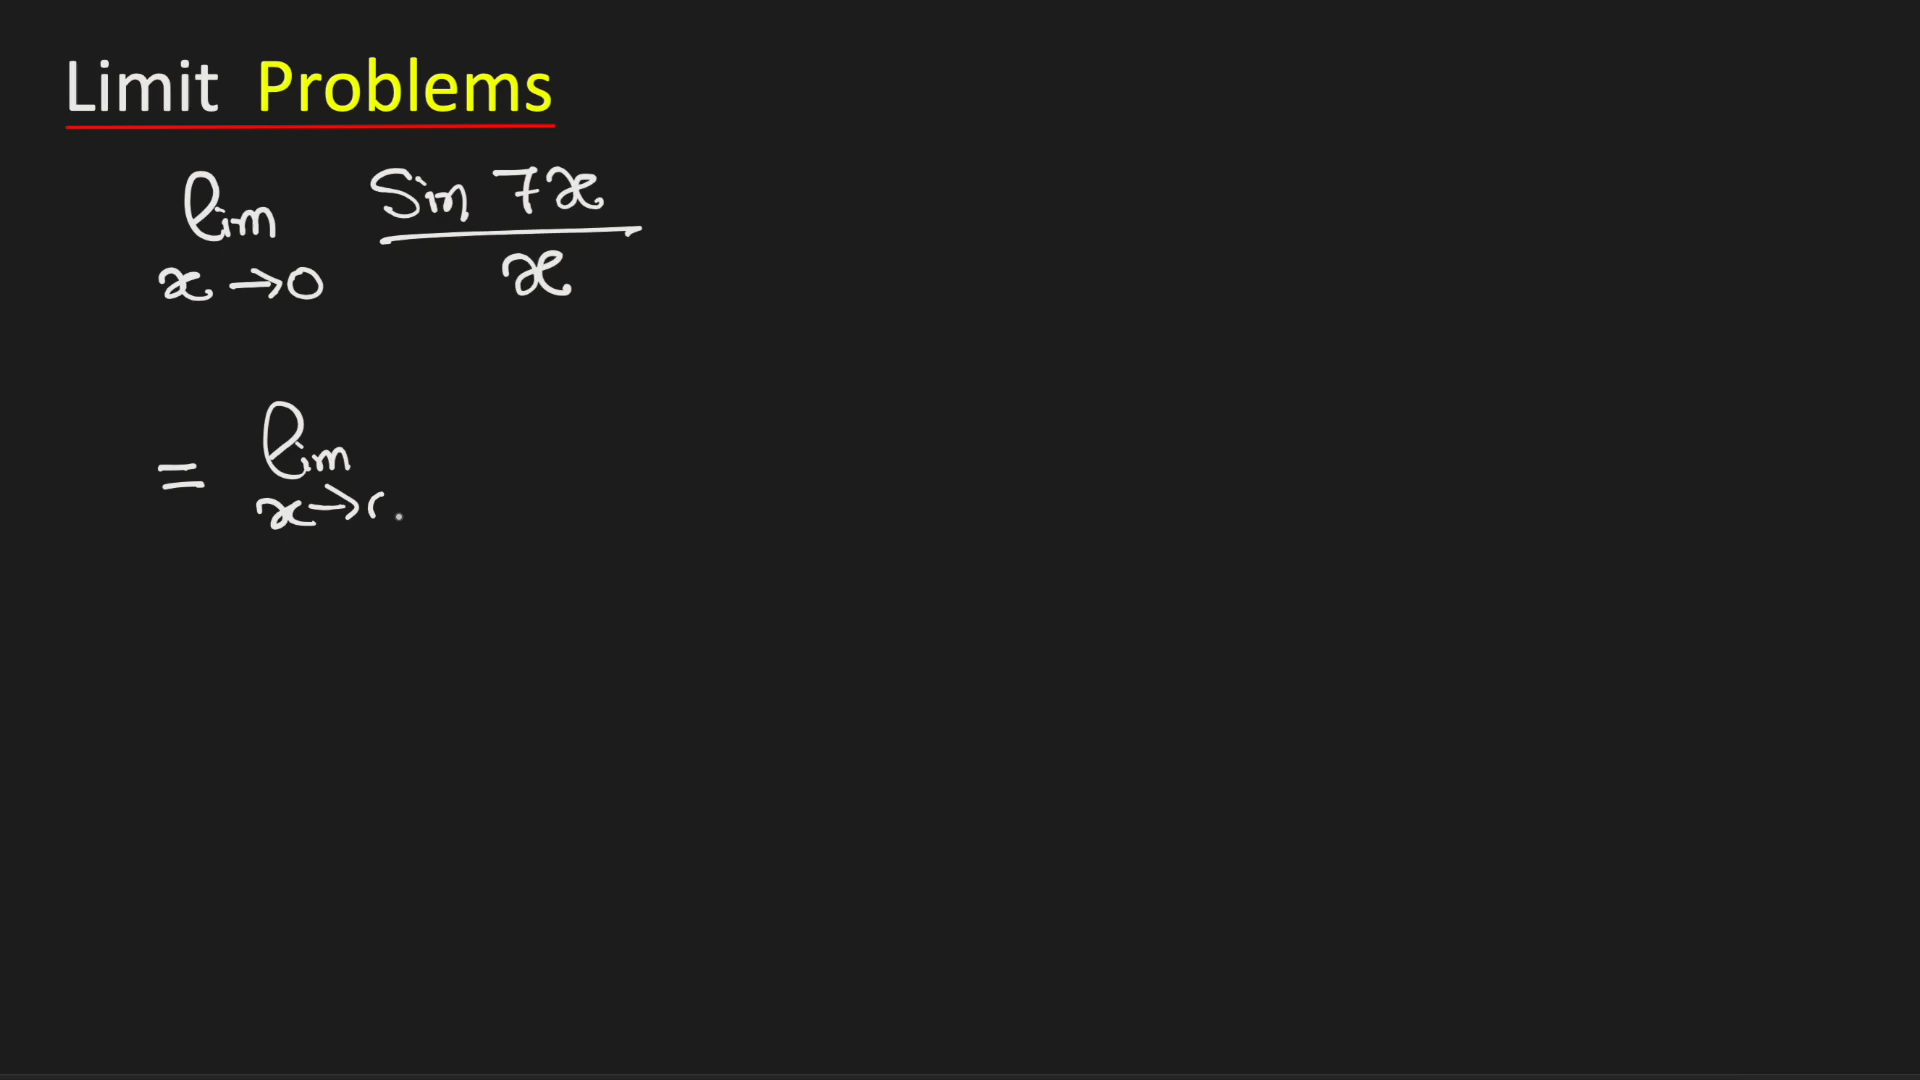 Limit Problems
lim sin 7x / x
x→0
= lim
x→